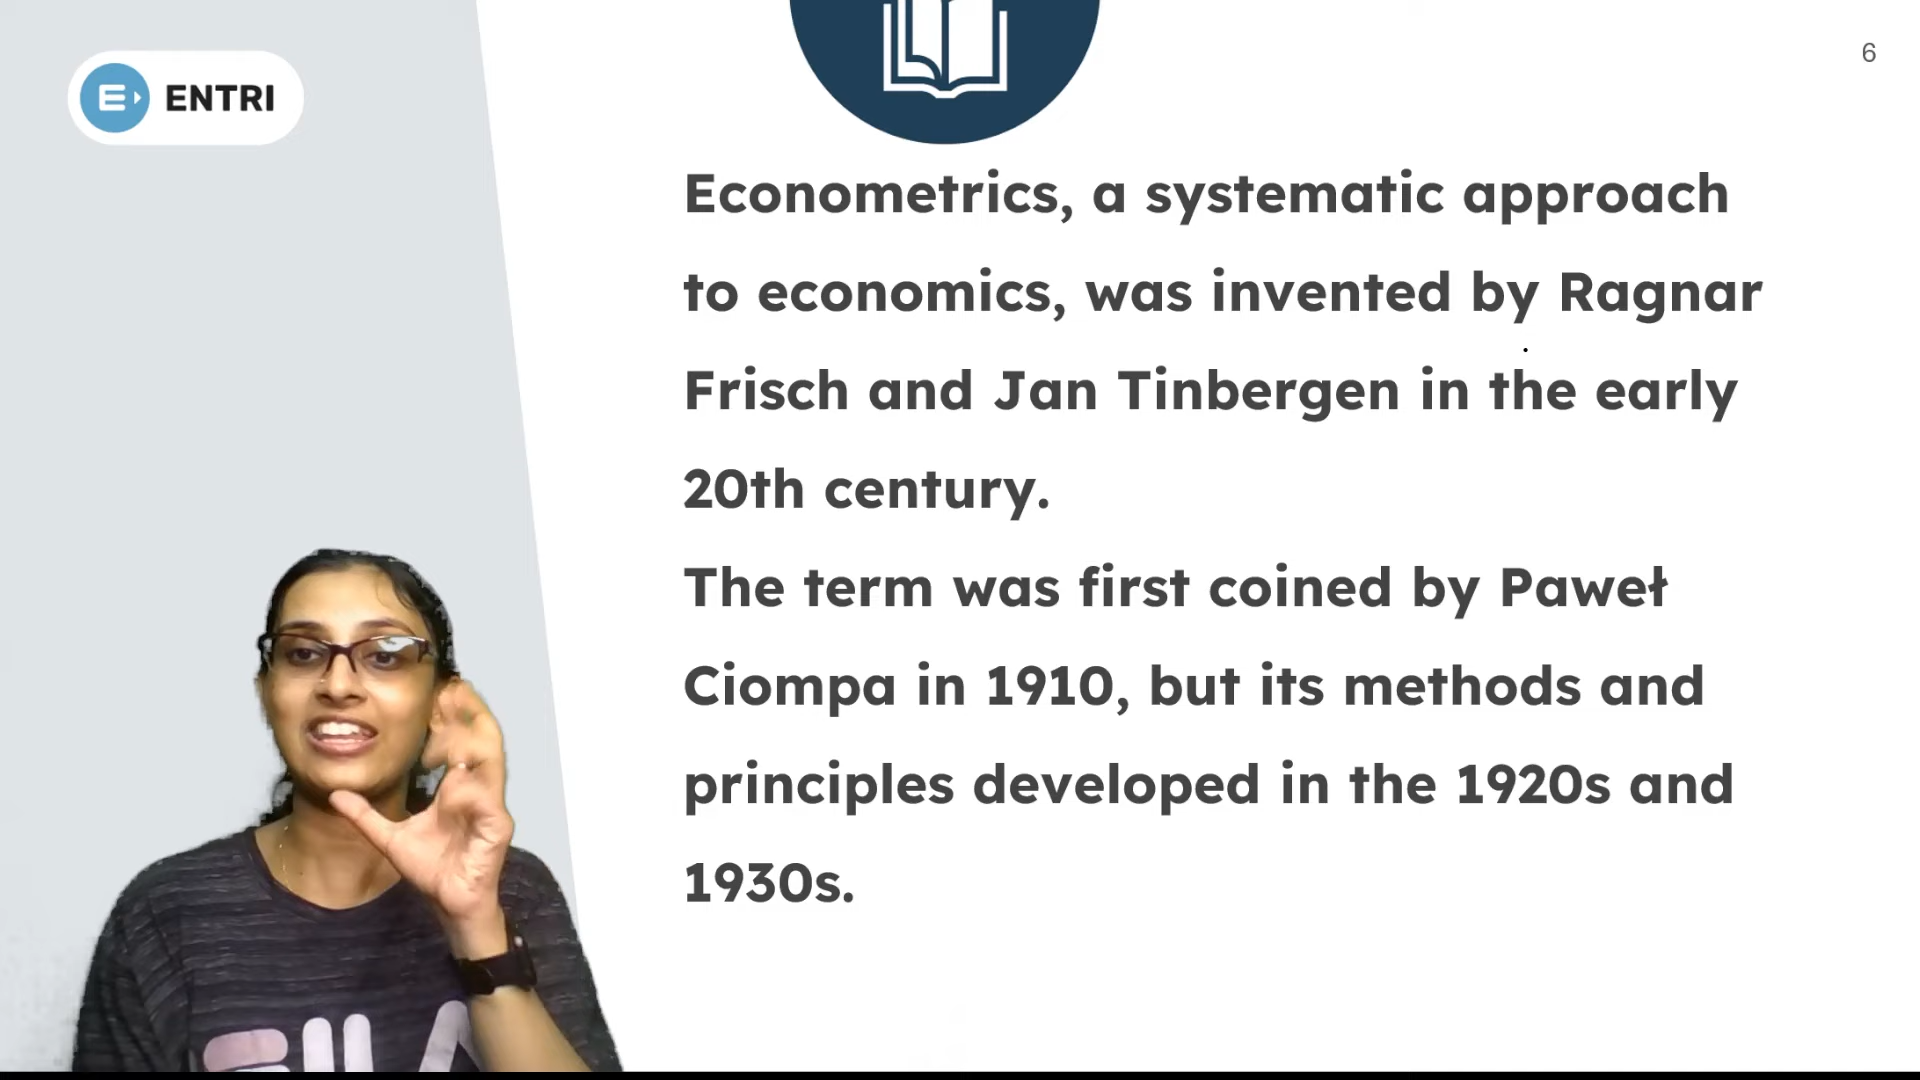 ENTRI
6
Econometrics, a systematic approach
to economics, was invented by Ragnar
Frisch and Jan Tinbergen in the early
20th century.
The term was first coined by Paweł
Ciompa in 1910, but its methods and
principles developed in the 1920s and
1930s.
FILA